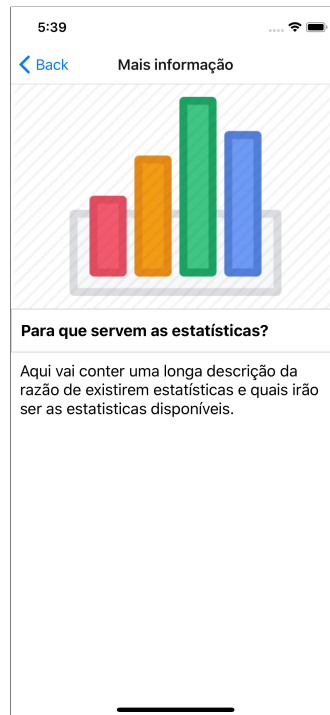 5:39
Back
Mais informação
Para que servem as estatísticas?
Aqui vai conter uma longa descrição da
razão de existirem estatísticas e quais irão
ser as estatisticas disponíveis.